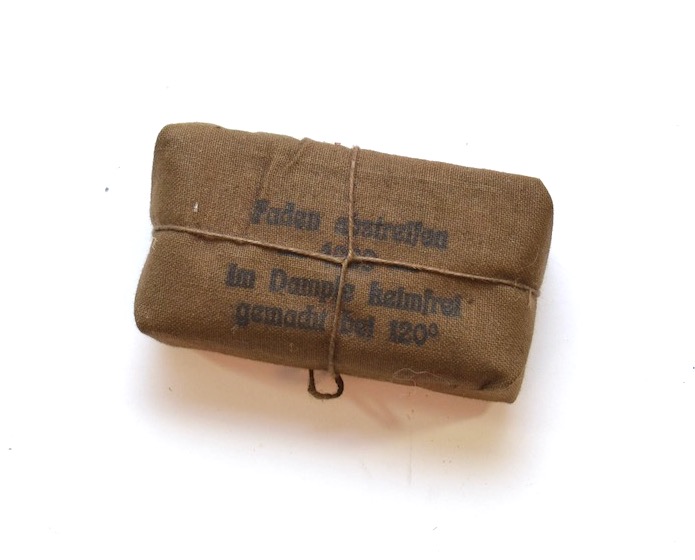 Faden abstreifen
Im Dampfe keimfrei
gemacht bei 120°